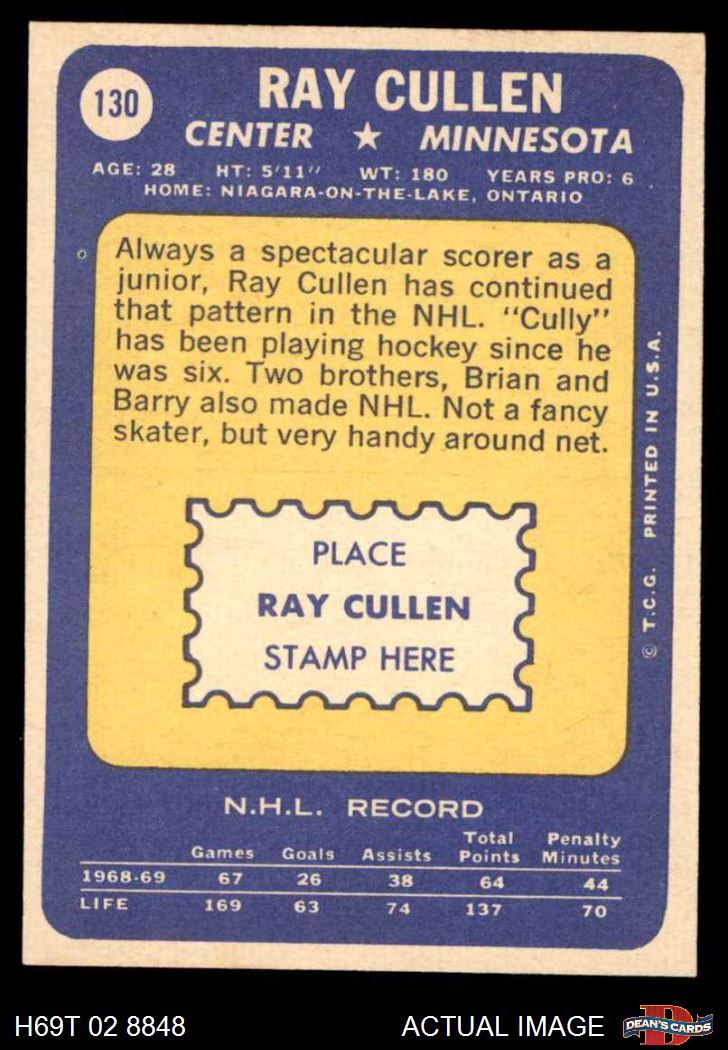 130
RAY CULLEN
CENTER ★ MINNESOTA
AGE: 28 HT: 5'11" WT: 180 YEARS PRO: 6
HOME: NIAGARA-ON-THE-LAKE, ONTARIO
Always a spectacular scorer as a
junior, Ray Cullen has continued
that pattern in the NHL. "Cully"
has been playing hockey since he
was six. Two brothers, Brian and
Barry also made NHL. Not a fancy
skater, but very handy around net.
PLACE
RAY CULLEN
STAMP HERE
© T.C.G. PRINTED IN U.S.A.
N.H.L. RECORD
Games Goals Assists Total Points Penalty Minutes
1968-69 67 26 38 64 44
LIFE 169 63 74 137 70
H69T 02 8848
ACTUAL IMAGE
D
DEAN'S CARDS